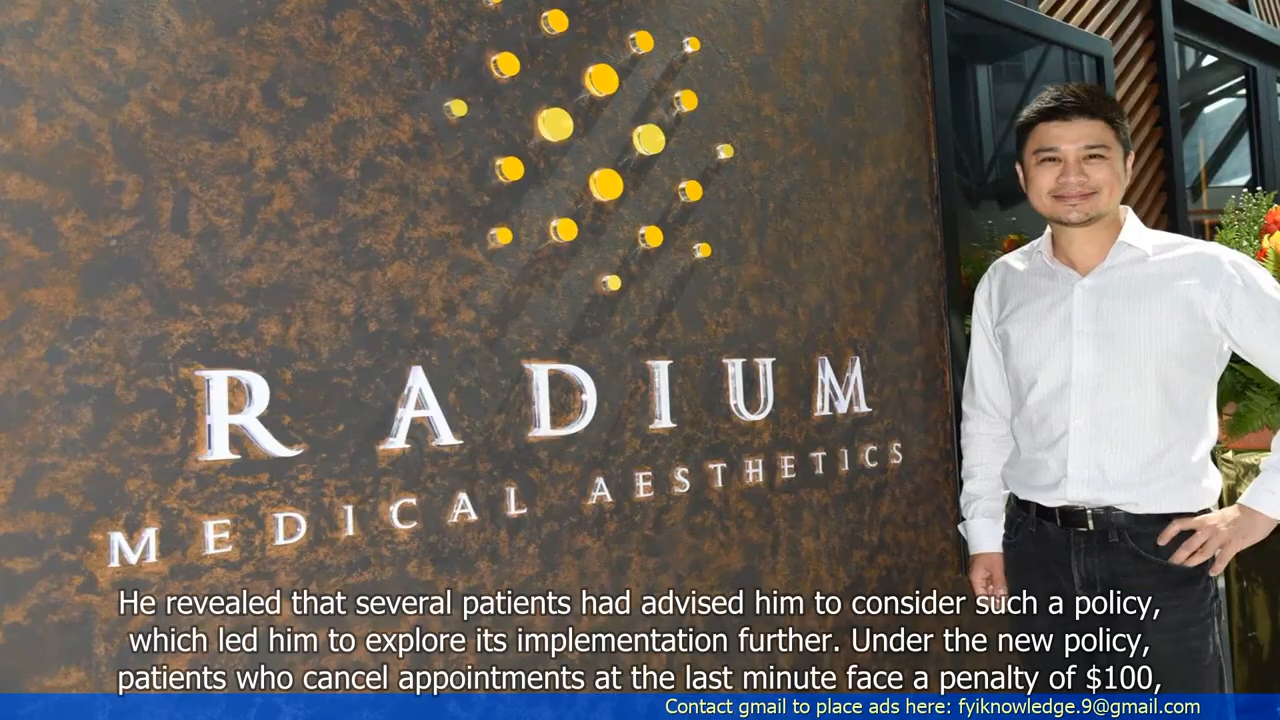 RADIUM
MEDICAL AESTHETICS
He revealed that several patients had advised him to consider such a policy,
which led him to explore its implementation further. Under the new policy,
patients who cancel appointments at the last minute face a penalty of $100,
Contact gmail to place ads here: fyiknowledge.9@gmail.com